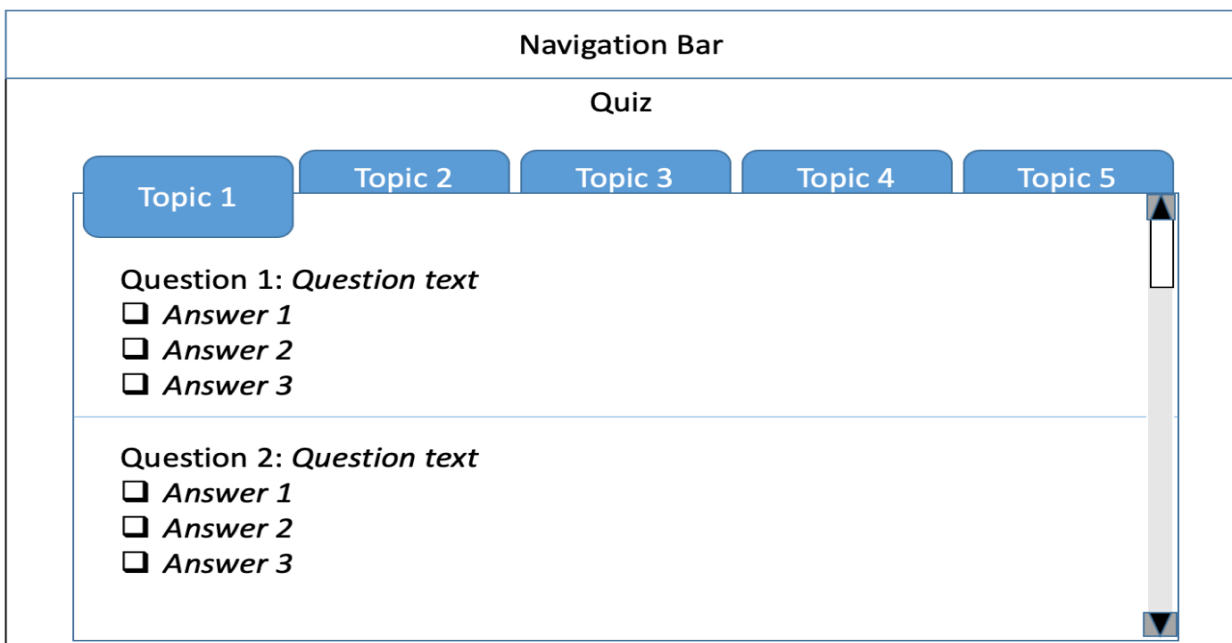 Navigation Bar
Quiz
Topic 1
Topic 2
Topic 3
Topic 4
Topic 5
Question 1: Question text
❑ Answer 1
❑ Answer 2
❑ Answer 3
Question 2: Question text
❑ Answer 1
❑ Answer 2
❑ Answer 3